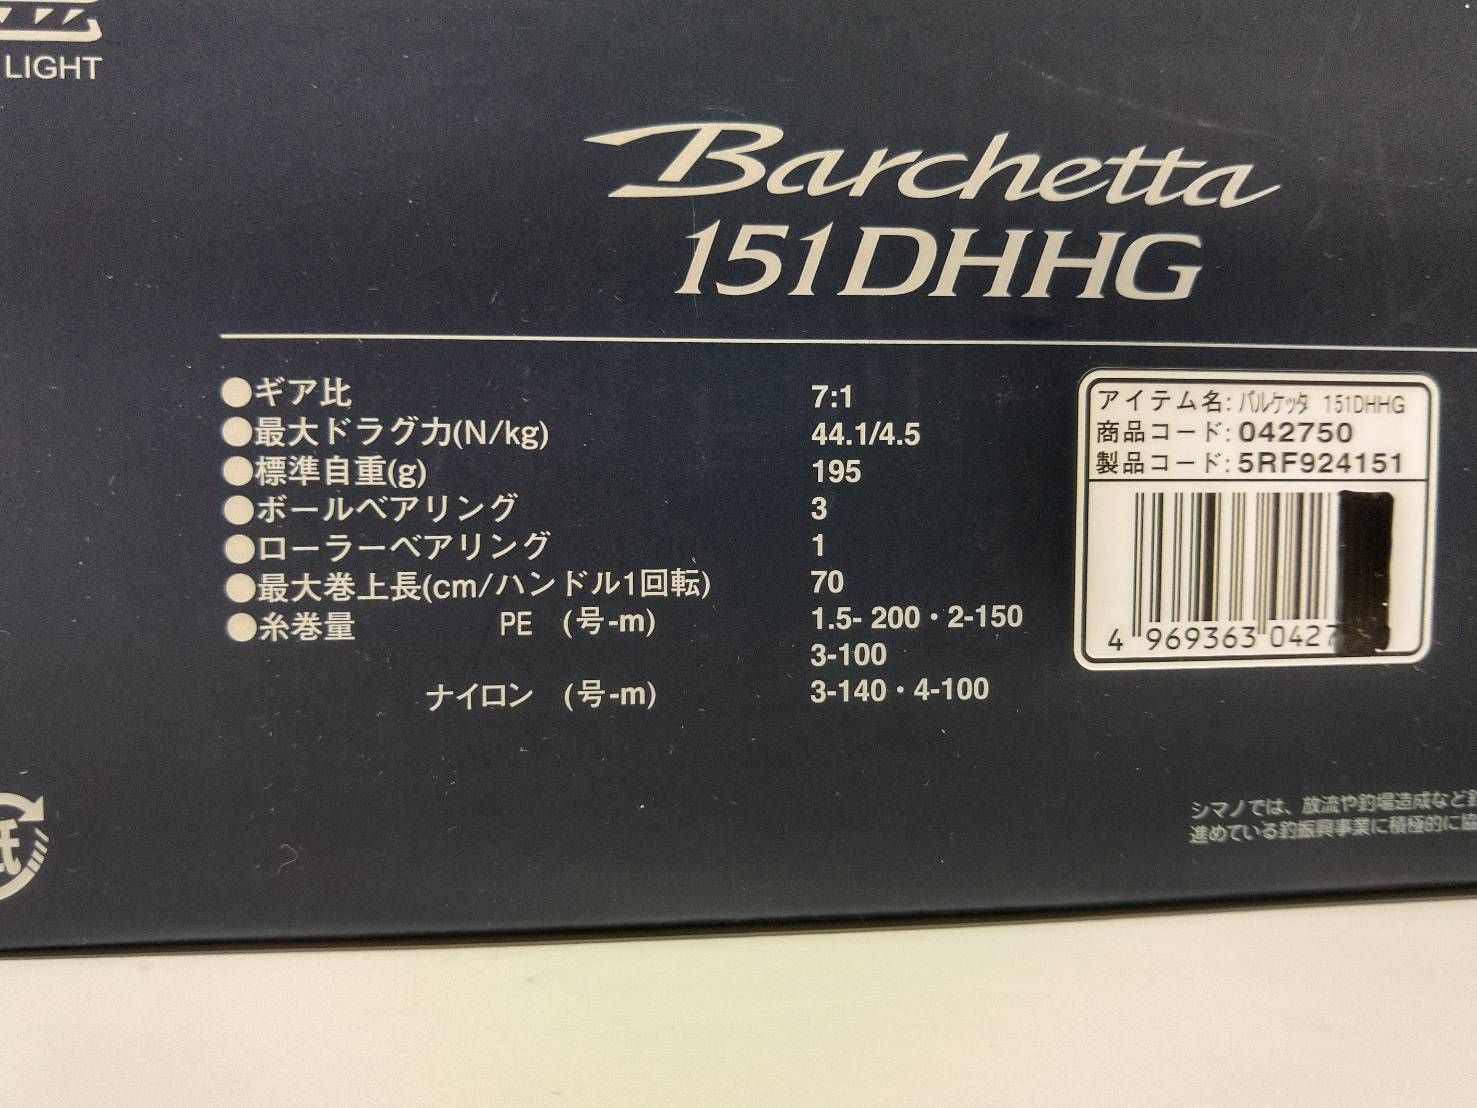 LIGHT
Barchetta
151DHHG
●ギア比 7:1
●最大ドラグ力(N/kg) 44.1/4.5
●標準自重(g) 195
●ボールベアリング 3
●ローラーベアリング 1
●最大巻上長(cm/ハンドル1回転) 70
●糸巻量 PE (号-m) 1.5- 200・2-150
3-100
ナイロン (号-m) 3-140・4-100
アイテム名: バルケッタ 151DHHG
商品コード: 042750
製品コード: 5RF924151
4 969363 0427
シマノでは、放流や釣場造成など
進めている釣振興事業に積極的に協
紙